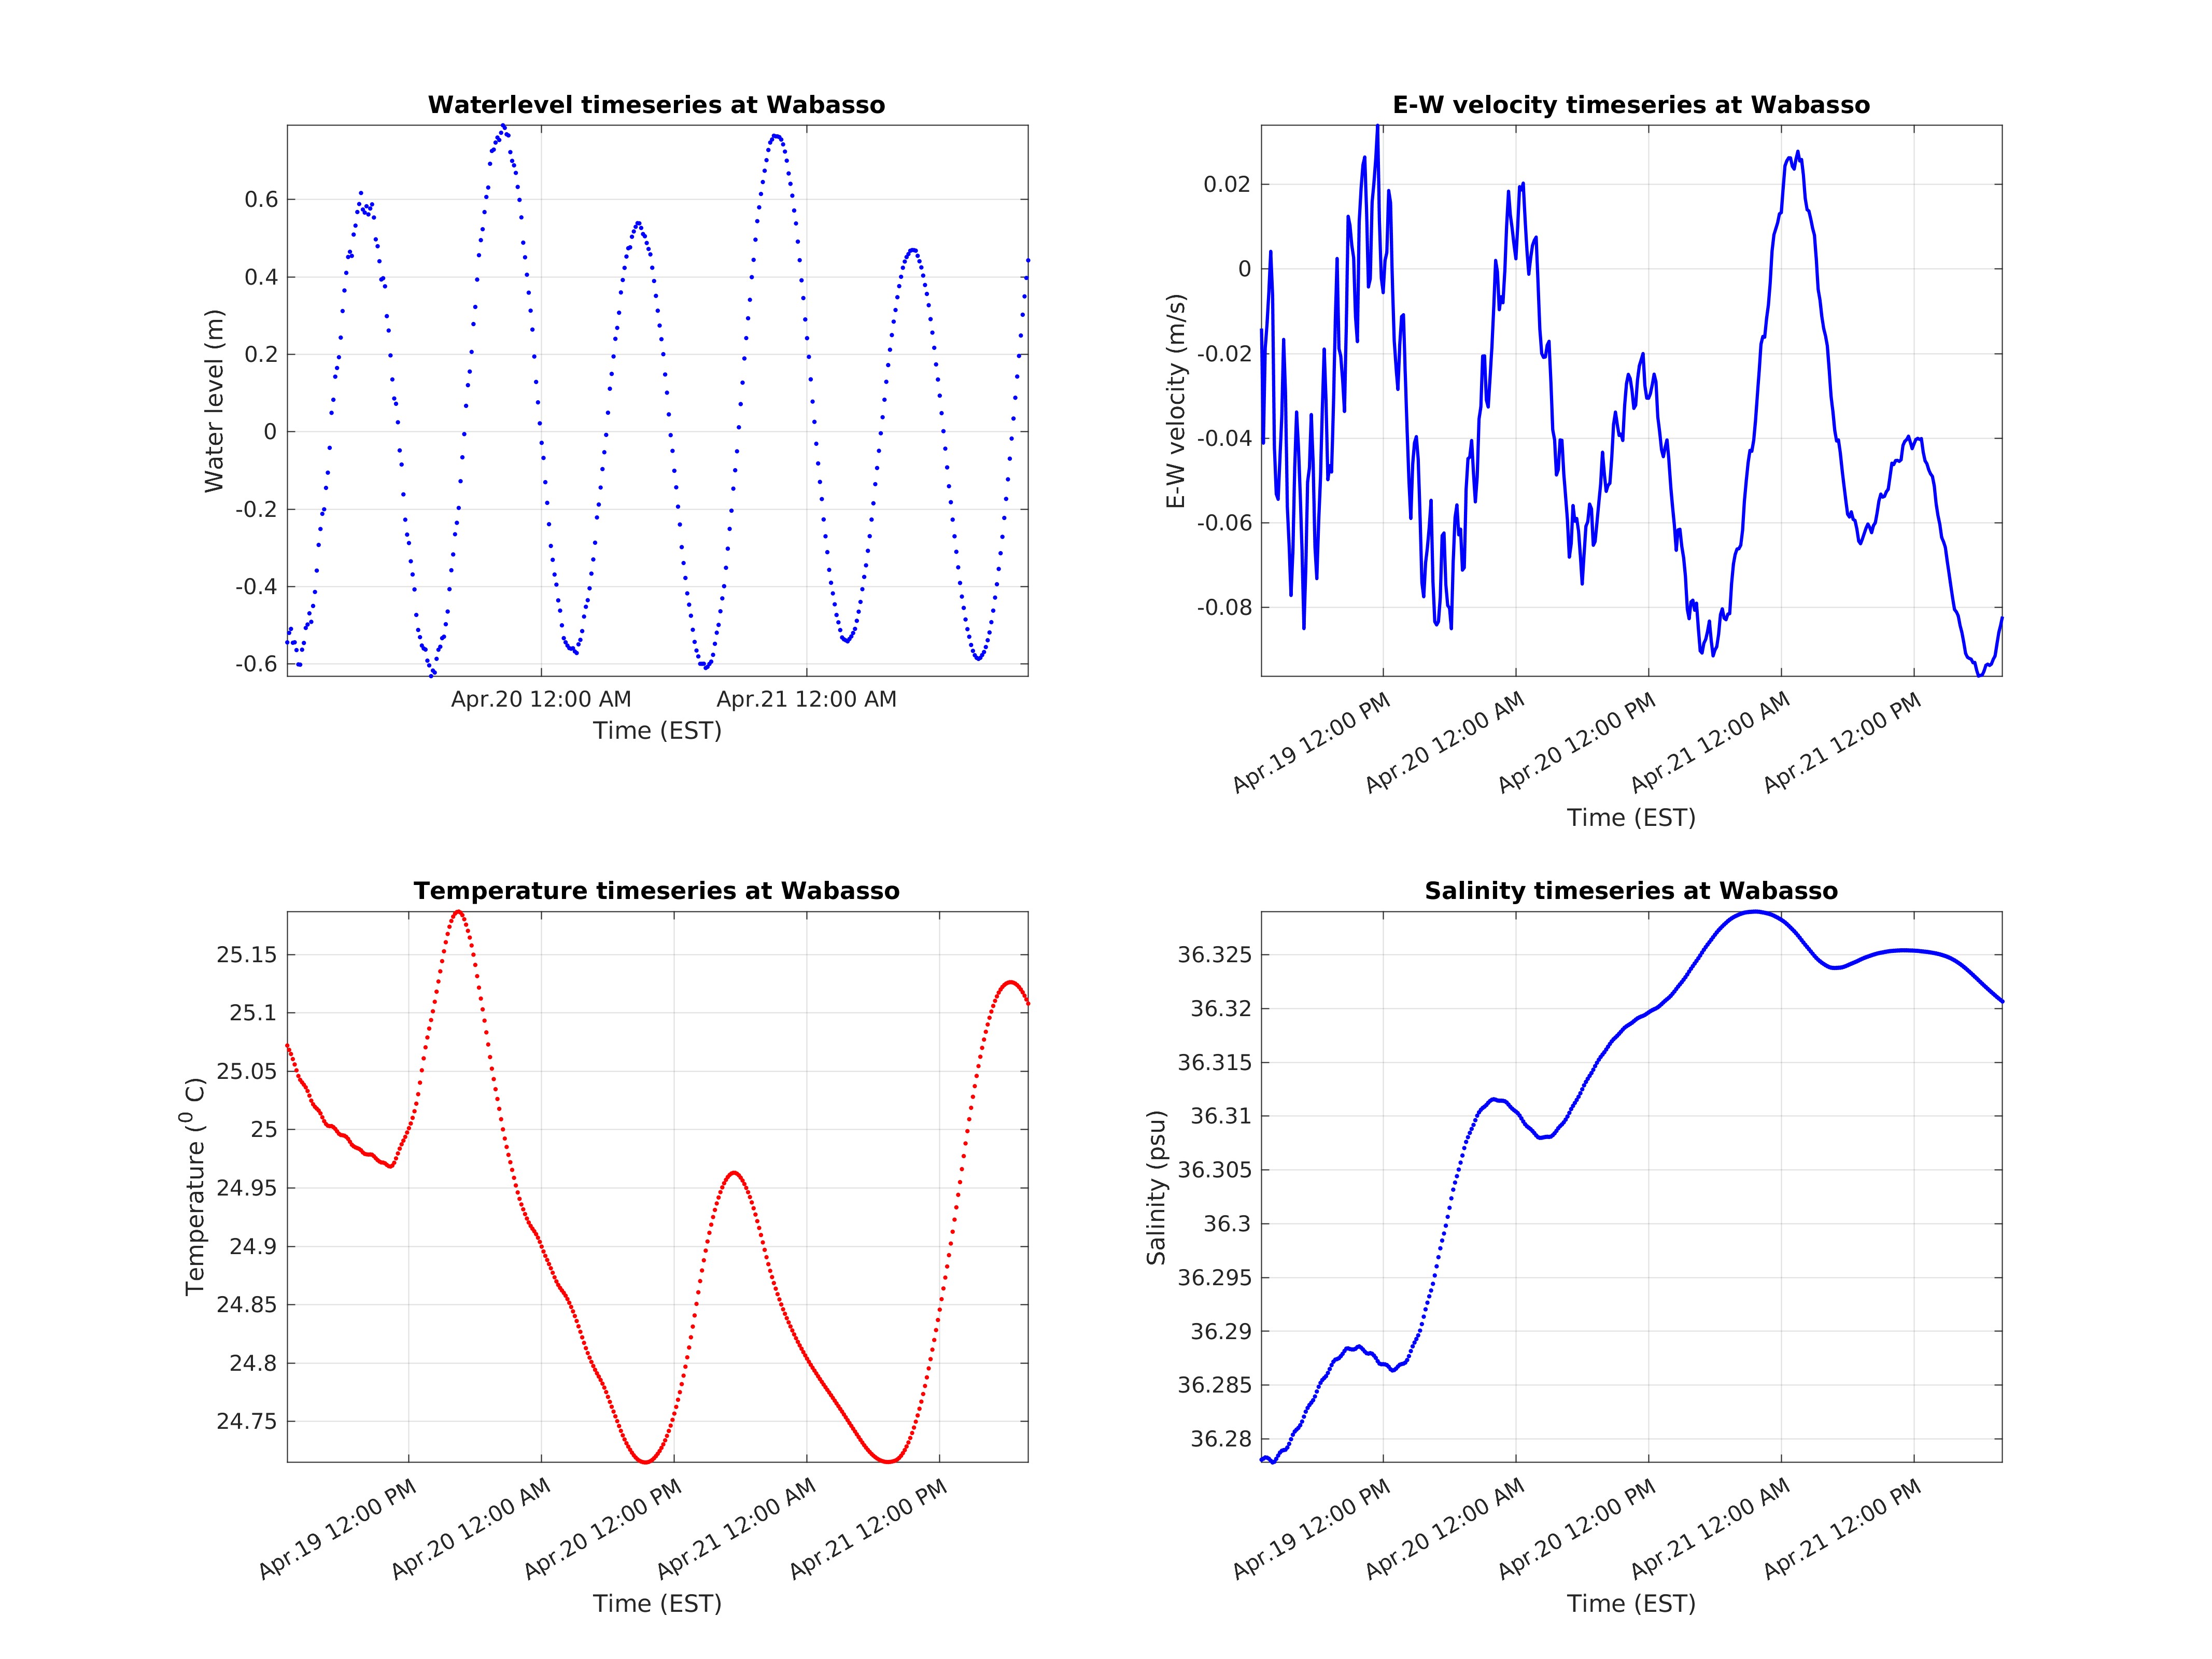 Waterlevel timeseries at Wabasso
0.6
0.4
0.2
0
-0.2
-0.4
-0.6
Water level (m)
Apr.20 12:00 AM
Apr.21 12:00 AM
Time (EST)
E-W velocity timeseries at Wabasso
0.02
0
-0.02
-0.04
-0.06
-0.08
E-W velocity (m/s)
Apr.19 12:00 PM
Apr.20 12:00 AM
Apr.20 12:00 PM
Apr.21 12:00 AM
Apr.21 12:00 PM
Time (EST)
Temperature timeseries at Wabasso
25.15
25.1
25.05
25
24.95
24.9
24.85
24.8
24.75
Temperature (⁰ C)
Apr.19 12:00 PM
Apr.20 12:00 AM
Apr.20 12:00 PM
Apr.21 12:00 AM
Apr.21 12:00 PM
Time (EST)
Salinity timeseries at Wabasso
36.325
36.32
36.315
36.31
36.305
36.3
36.295
36.29
36.285
36.28
Salinity (psu)
Apr.19 12:00 PM
Apr.20 12:00 AM
Apr.20 12:00 PM
Apr.21 12:00 AM
Apr.21 12:00 PM
Time (EST)